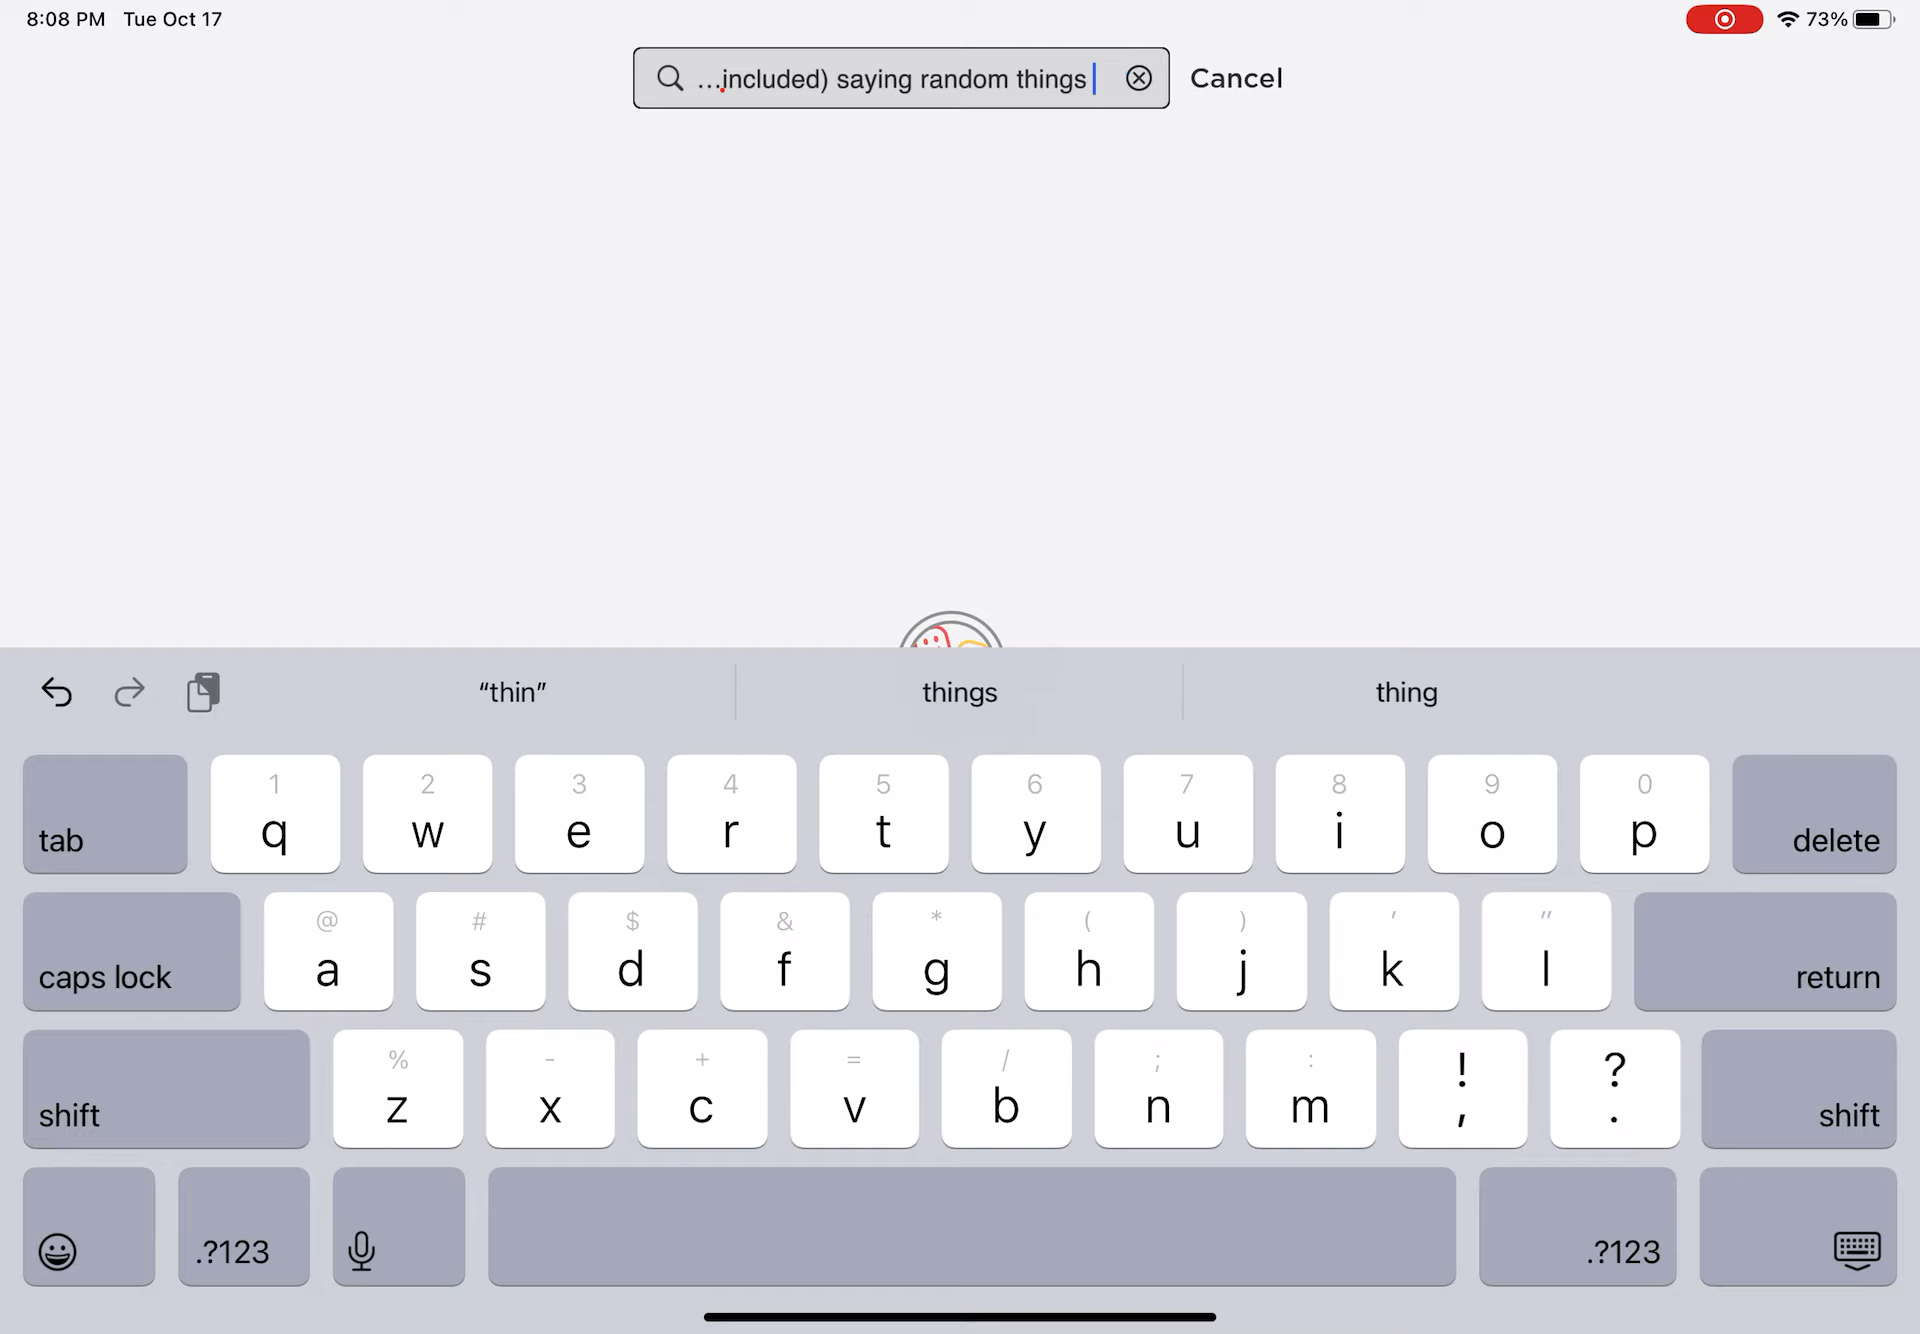 8:08 PM Tue Oct 17
73%
...included) saying random things
Cancel
“thin”
things
thing
tab
1 2 3 4 5 6 7 8 9 0
q w e r t y u i o p
delete
caps lock
@ # $ & * ( ) ' "
a s d f g h j k l
return
shift
% - + = / ; : ! ?
z x c v b n m , .
shift
.?123
.?123